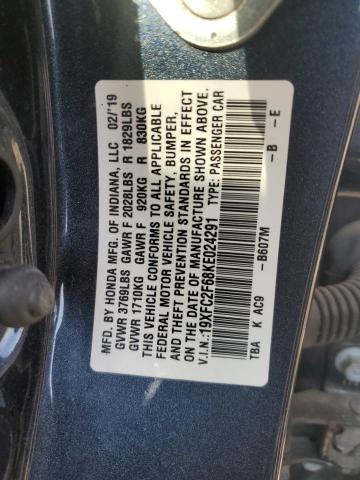 MFD. BY HONDA MFG. OF INDIANA, LLC 02/'19
GVWR 3769LBS GAWR F 2028LBS R 1829LBS
GVWR 1710KG GAWR F 920KG R 830KG
THIS VEHICLE CONFORMS TO ALL APPLICABLE
FEDERAL MOTOR VEHICLE SAFETY, BUMPER,
AND THEFT PREVENTION STANDARDS IN EFFECT
ON THE DATE OF MANUFACTURE SHOWN ABOVE.
V.I.N.:19XFC2F68KE024291 TYPE: PASSENGER CAR
-B607M -B -E
TBA K AC9